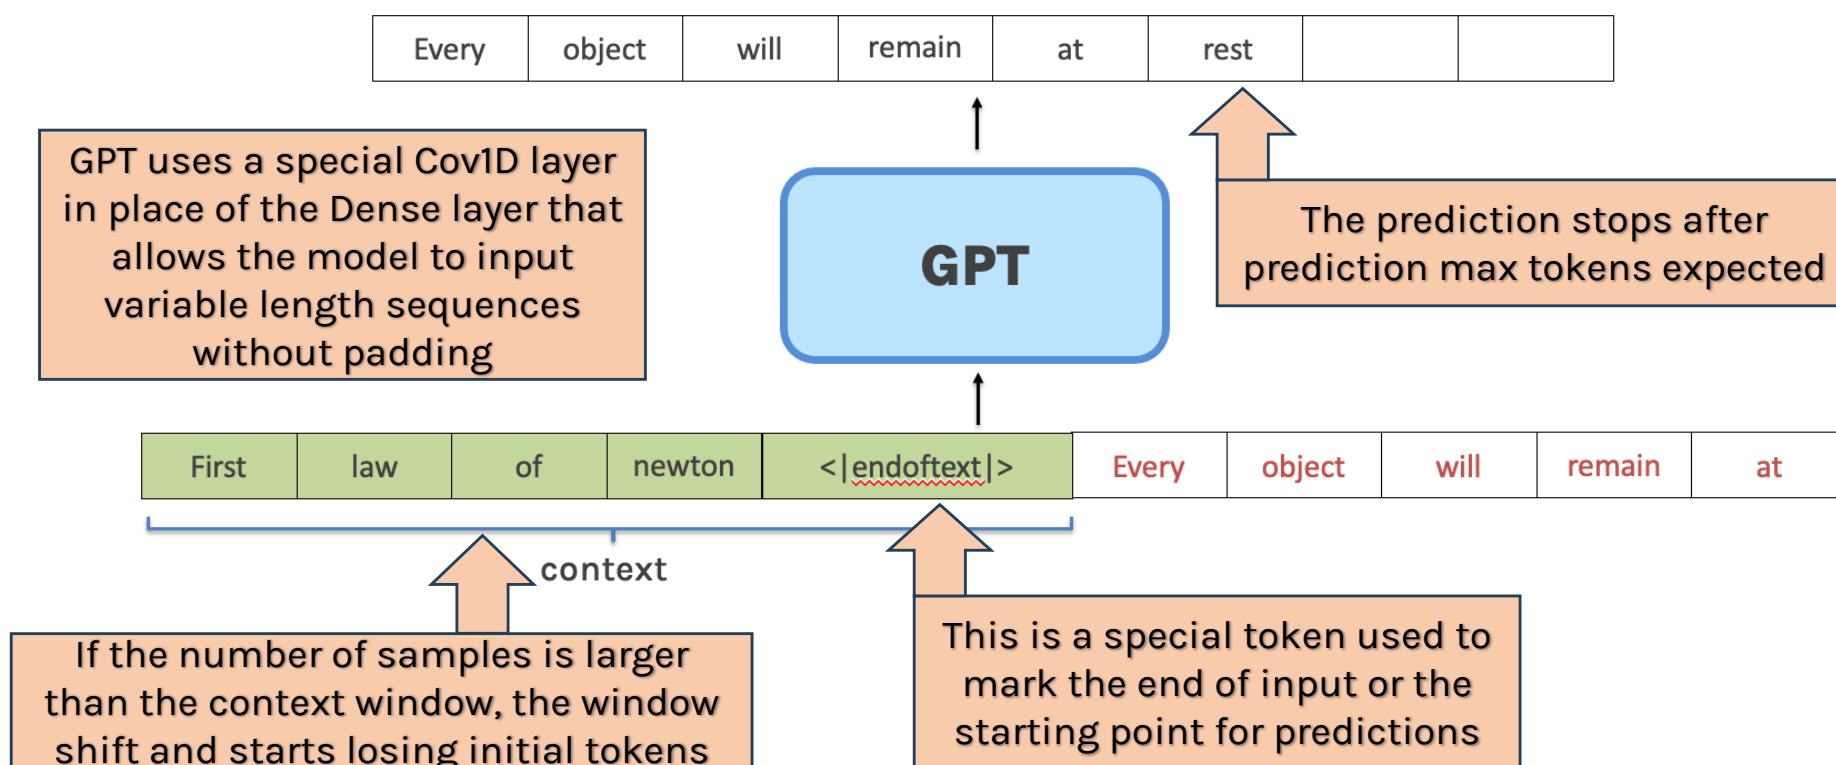 Every object will remain at rest
GPT uses a special Cov1D layer
in place of the Dense layer that
allows the model to input
variable length sequences
without padding
GPT
The prediction stops after
prediction max tokens expected
First law of newton <|endoftext|> Every object will remain at
context
If the number of samples is larger
than the context window, the window
shift and starts losing initial tokens
This is a special token used to
mark the end of input or the
starting point for predictions